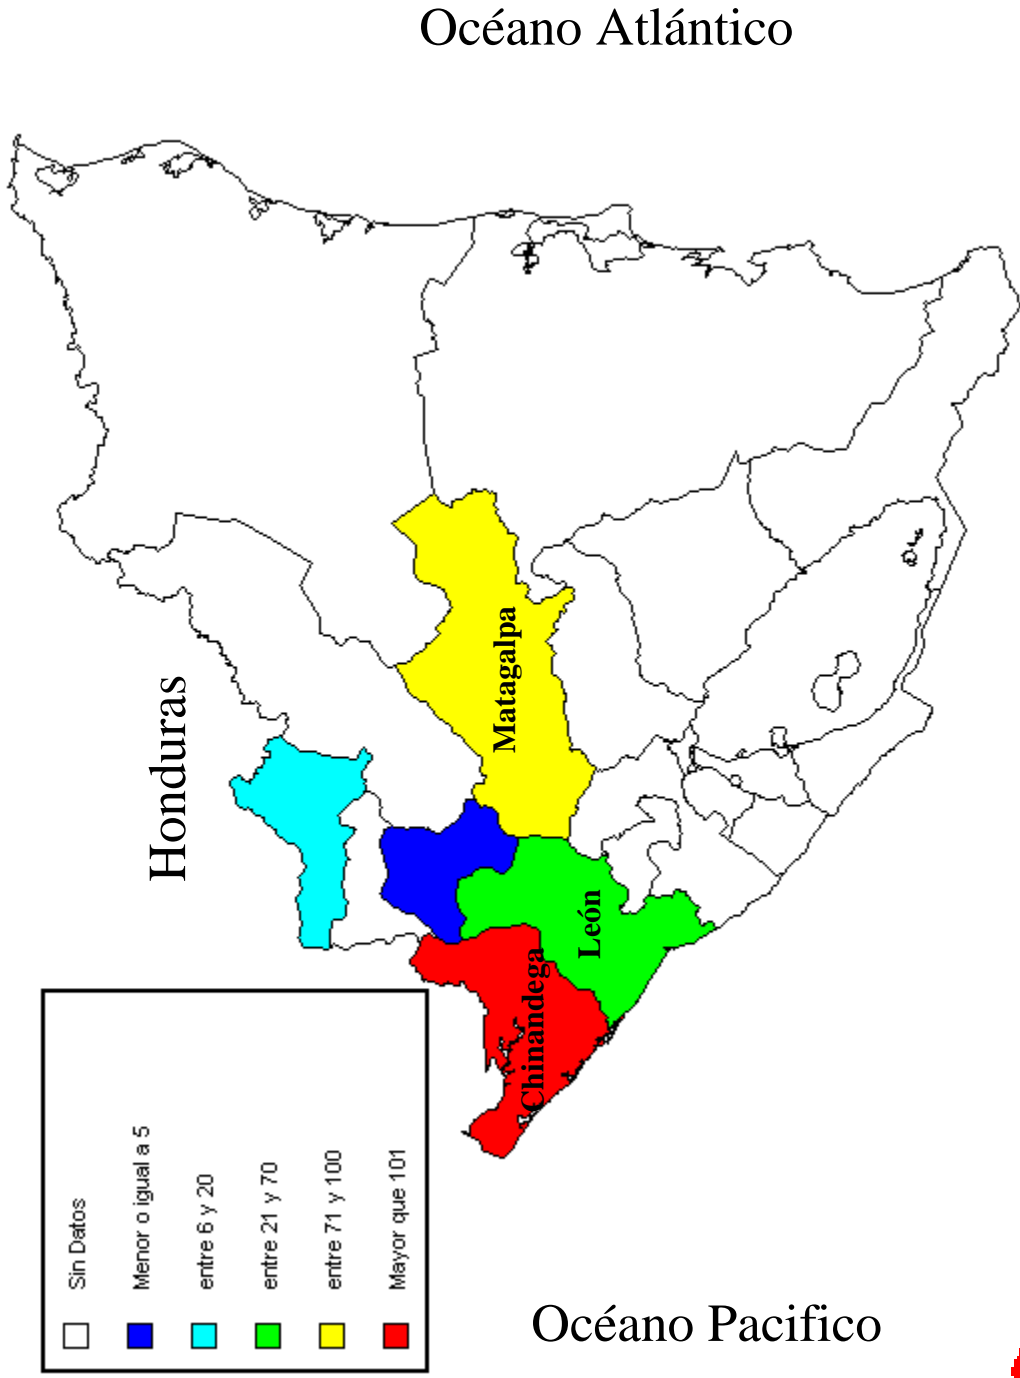 Océano Atlántico
Honduras
Matagalpa
León
Chinandega
Sin Datos
Menor o igual a 5
entre 6 y 20
entre 21 y 70
entre 71 y 100
Mayor que 101
Océano Pacifico